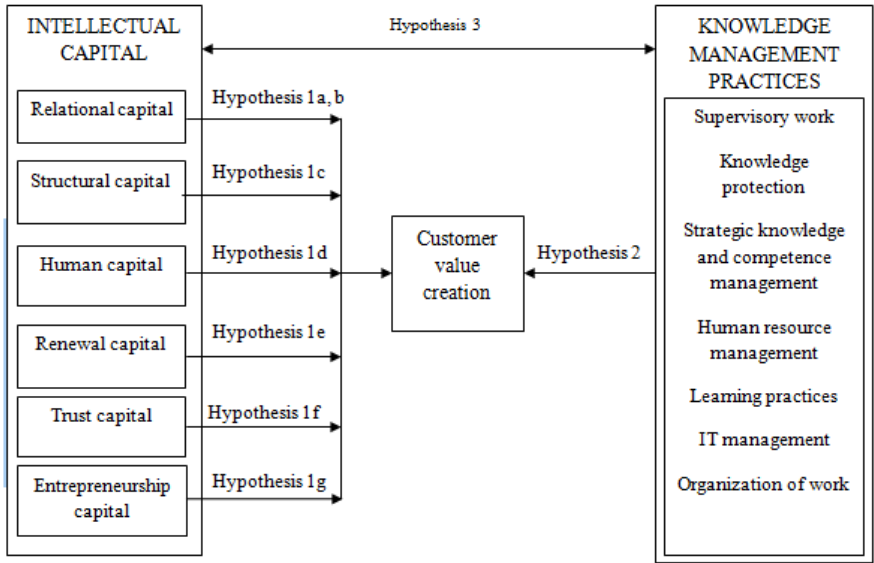 INTELLECTUAL
CAPITAL
Relational capital
Structural capital
Human capital
Renewal capital
Trust capital
Entrepreneurship
capital
Hypothesis 3
Hypothesis 1a, b
Hypothesis 1c
Hypothesis 1d
Hypothesis 1e
Hypothesis 1f
Hypothesis 1g
Customer
value
creation
Hypothesis 2
KNOWLEDGE
MANAGEMENT
PRACTICES
Supervisory work
Knowledge
protection
Strategic knowledge
and competence
management
Human resource
management
Learning practices
IT management
Organization of work